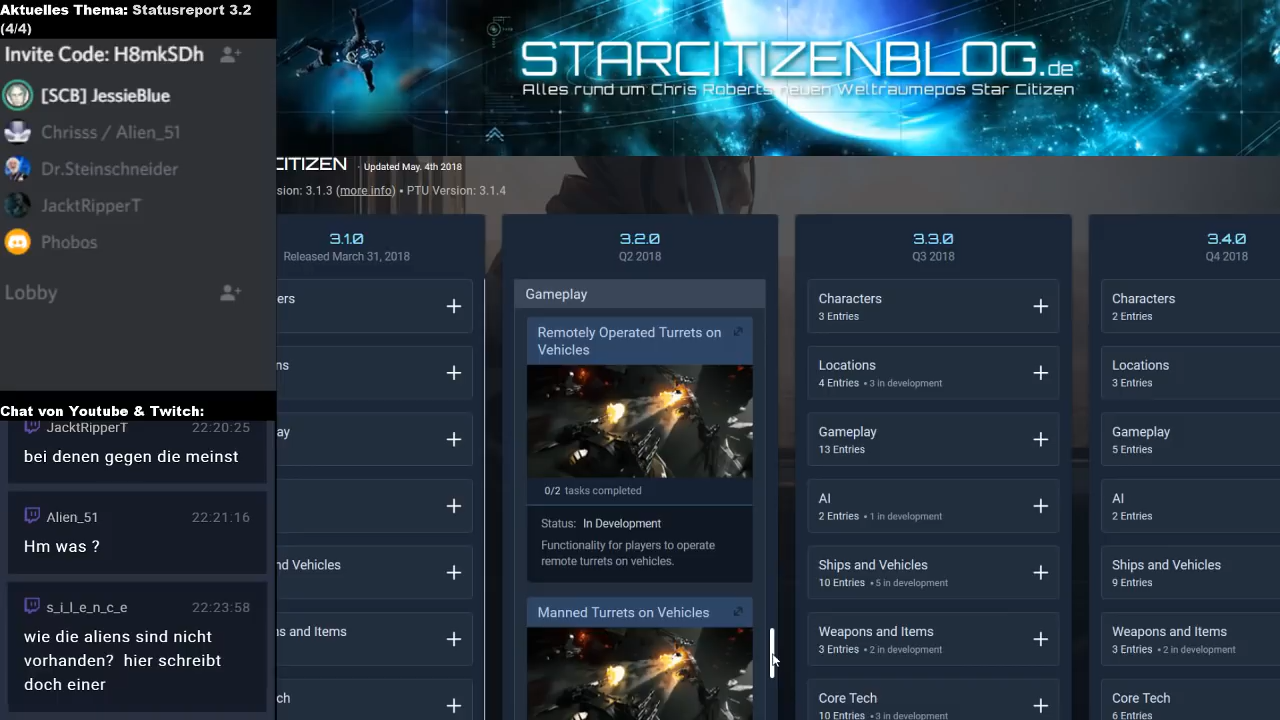 Aktuelles Thema: Statusreport 3.2
(4/4)
Invite Code: H8mkSDh
[SCB] JessieBlue
Chrisss / Alien_51
Dr.Steinschneider
JacktRipperT
Phobos
Lobby
Chat von Youtube & Twitch:
JacktRipperT 22:20:25
bei denen gegen die meinst
Alien_51 22:21:16
Hm was ?
s_i_l_e_n_c_e 22:23:58
wie die aliens sind nicht
vorhanden? hier schreibt
doch einer
STARCITIZENBLOG.de
Alles rund um Chris Roberts neuen Weltraumepos Star Citizen
CITIZEN · Updated May. 4th 2018
sion: 3.1.3 (more info) • PTU Version: 3.1.4
3.1.0
Released March 31, 2018
ers
ns
ay
nd Vehicles
s and Items
ch
3.2.0
Q2 2018
Gameplay
Remotely Operated Turrets on
Vehicles
0/2 tasks completed
Status: In Development
Functionality for players to operate
remote turrets on vehicles.
Manned Turrets on Vehicles
3.3.0
Q3 2018
Characters
3 Entries
Locations
4 Entries • 3 in development
Gameplay
13 Entries
AI
2 Entries • 1 in development
Ships and Vehicles
10 Entries • 5 in development
Weapons and Items
3 Entries • 2 in development
Core Tech
10 Entries • 3 in development
3.4.0
Q4 2018
Characters
2 Entries
Locations
3 Entries
Gameplay
5 Entries
AI
2 Entries
Ships and Vehicles
9 Entries
Weapons and Items
3 Entries • 2 in development
Core Tech
6 Entries